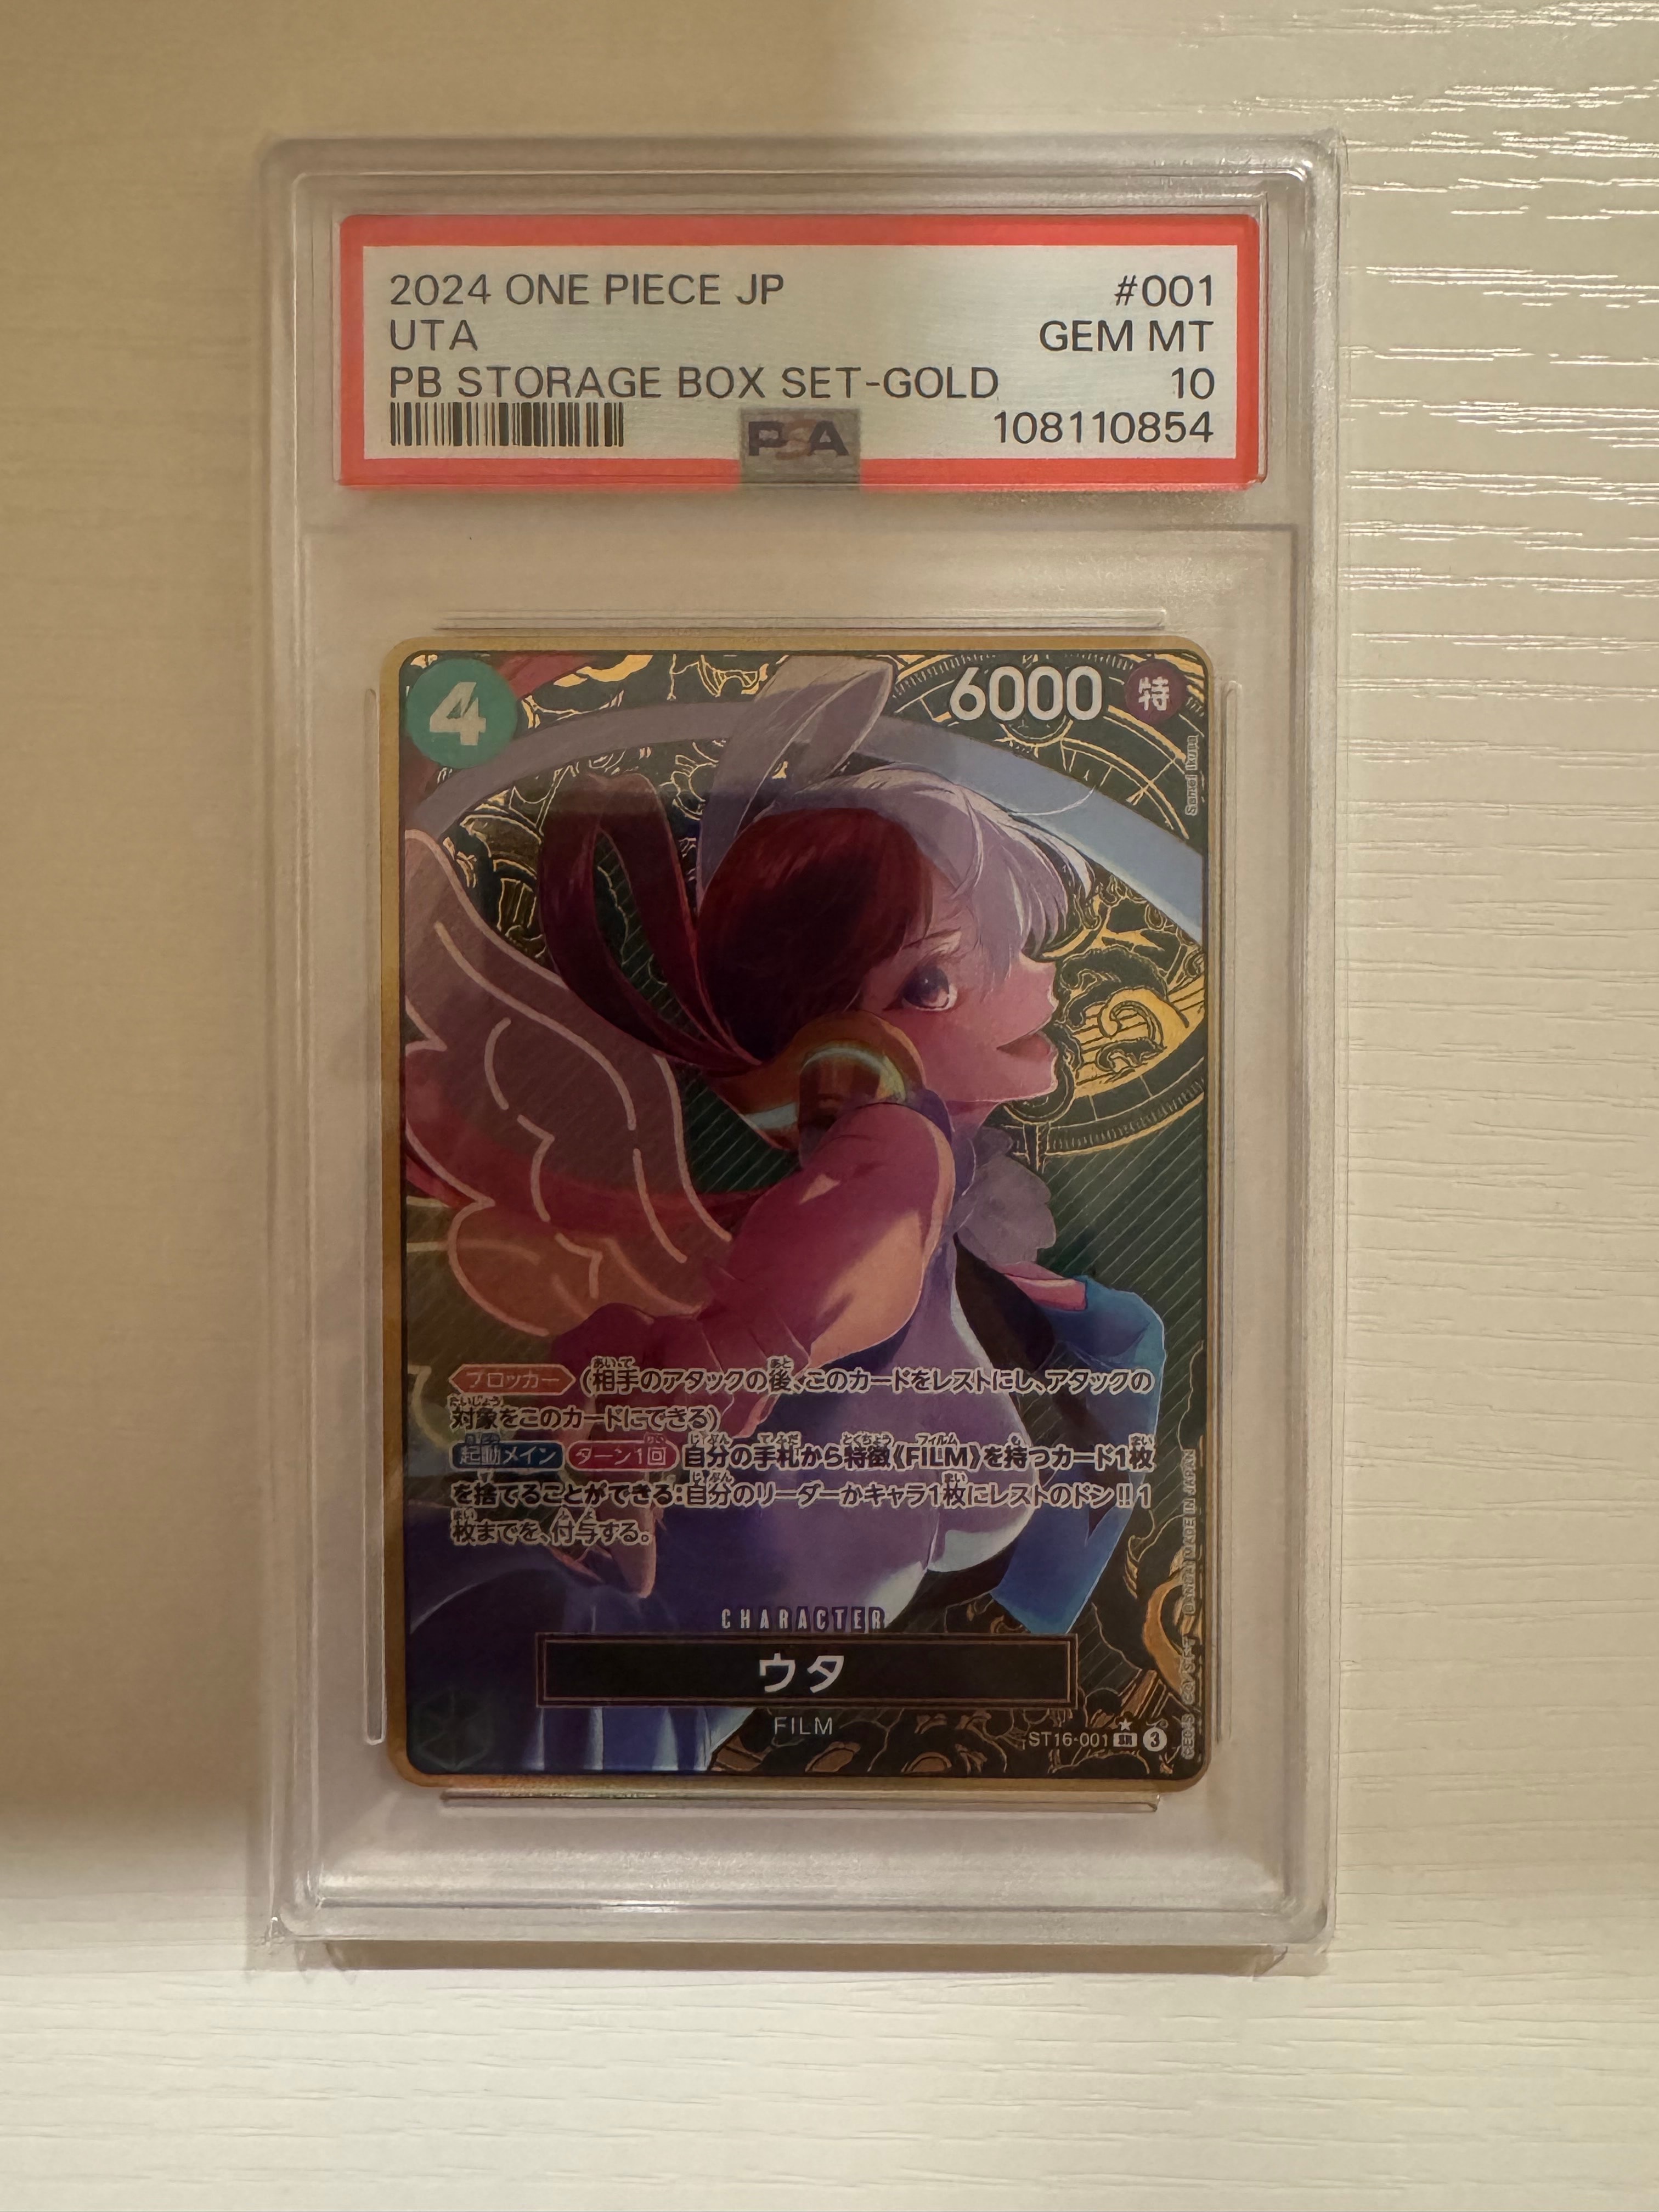 2024 ONE PIECE JP #001
UTA GEM MT
PB STORAGE BOX SET-GOLD 10
PSA 108110854
4 6000 特
ブロッカー (相手のアタックの後、このカードをレストにし、アタックの
対象をこのカードにできる)
起動メイン ターン1回 自分の手札から特徴《FILM》を持つカード1枚
を捨てることができる:自分のリーダーかキャラ1枚にレストのドン!!1
枚までを、付与する。
CHARACTER
ウタ
FILM
ST16-001 SR 3
MADE IN JAPAN